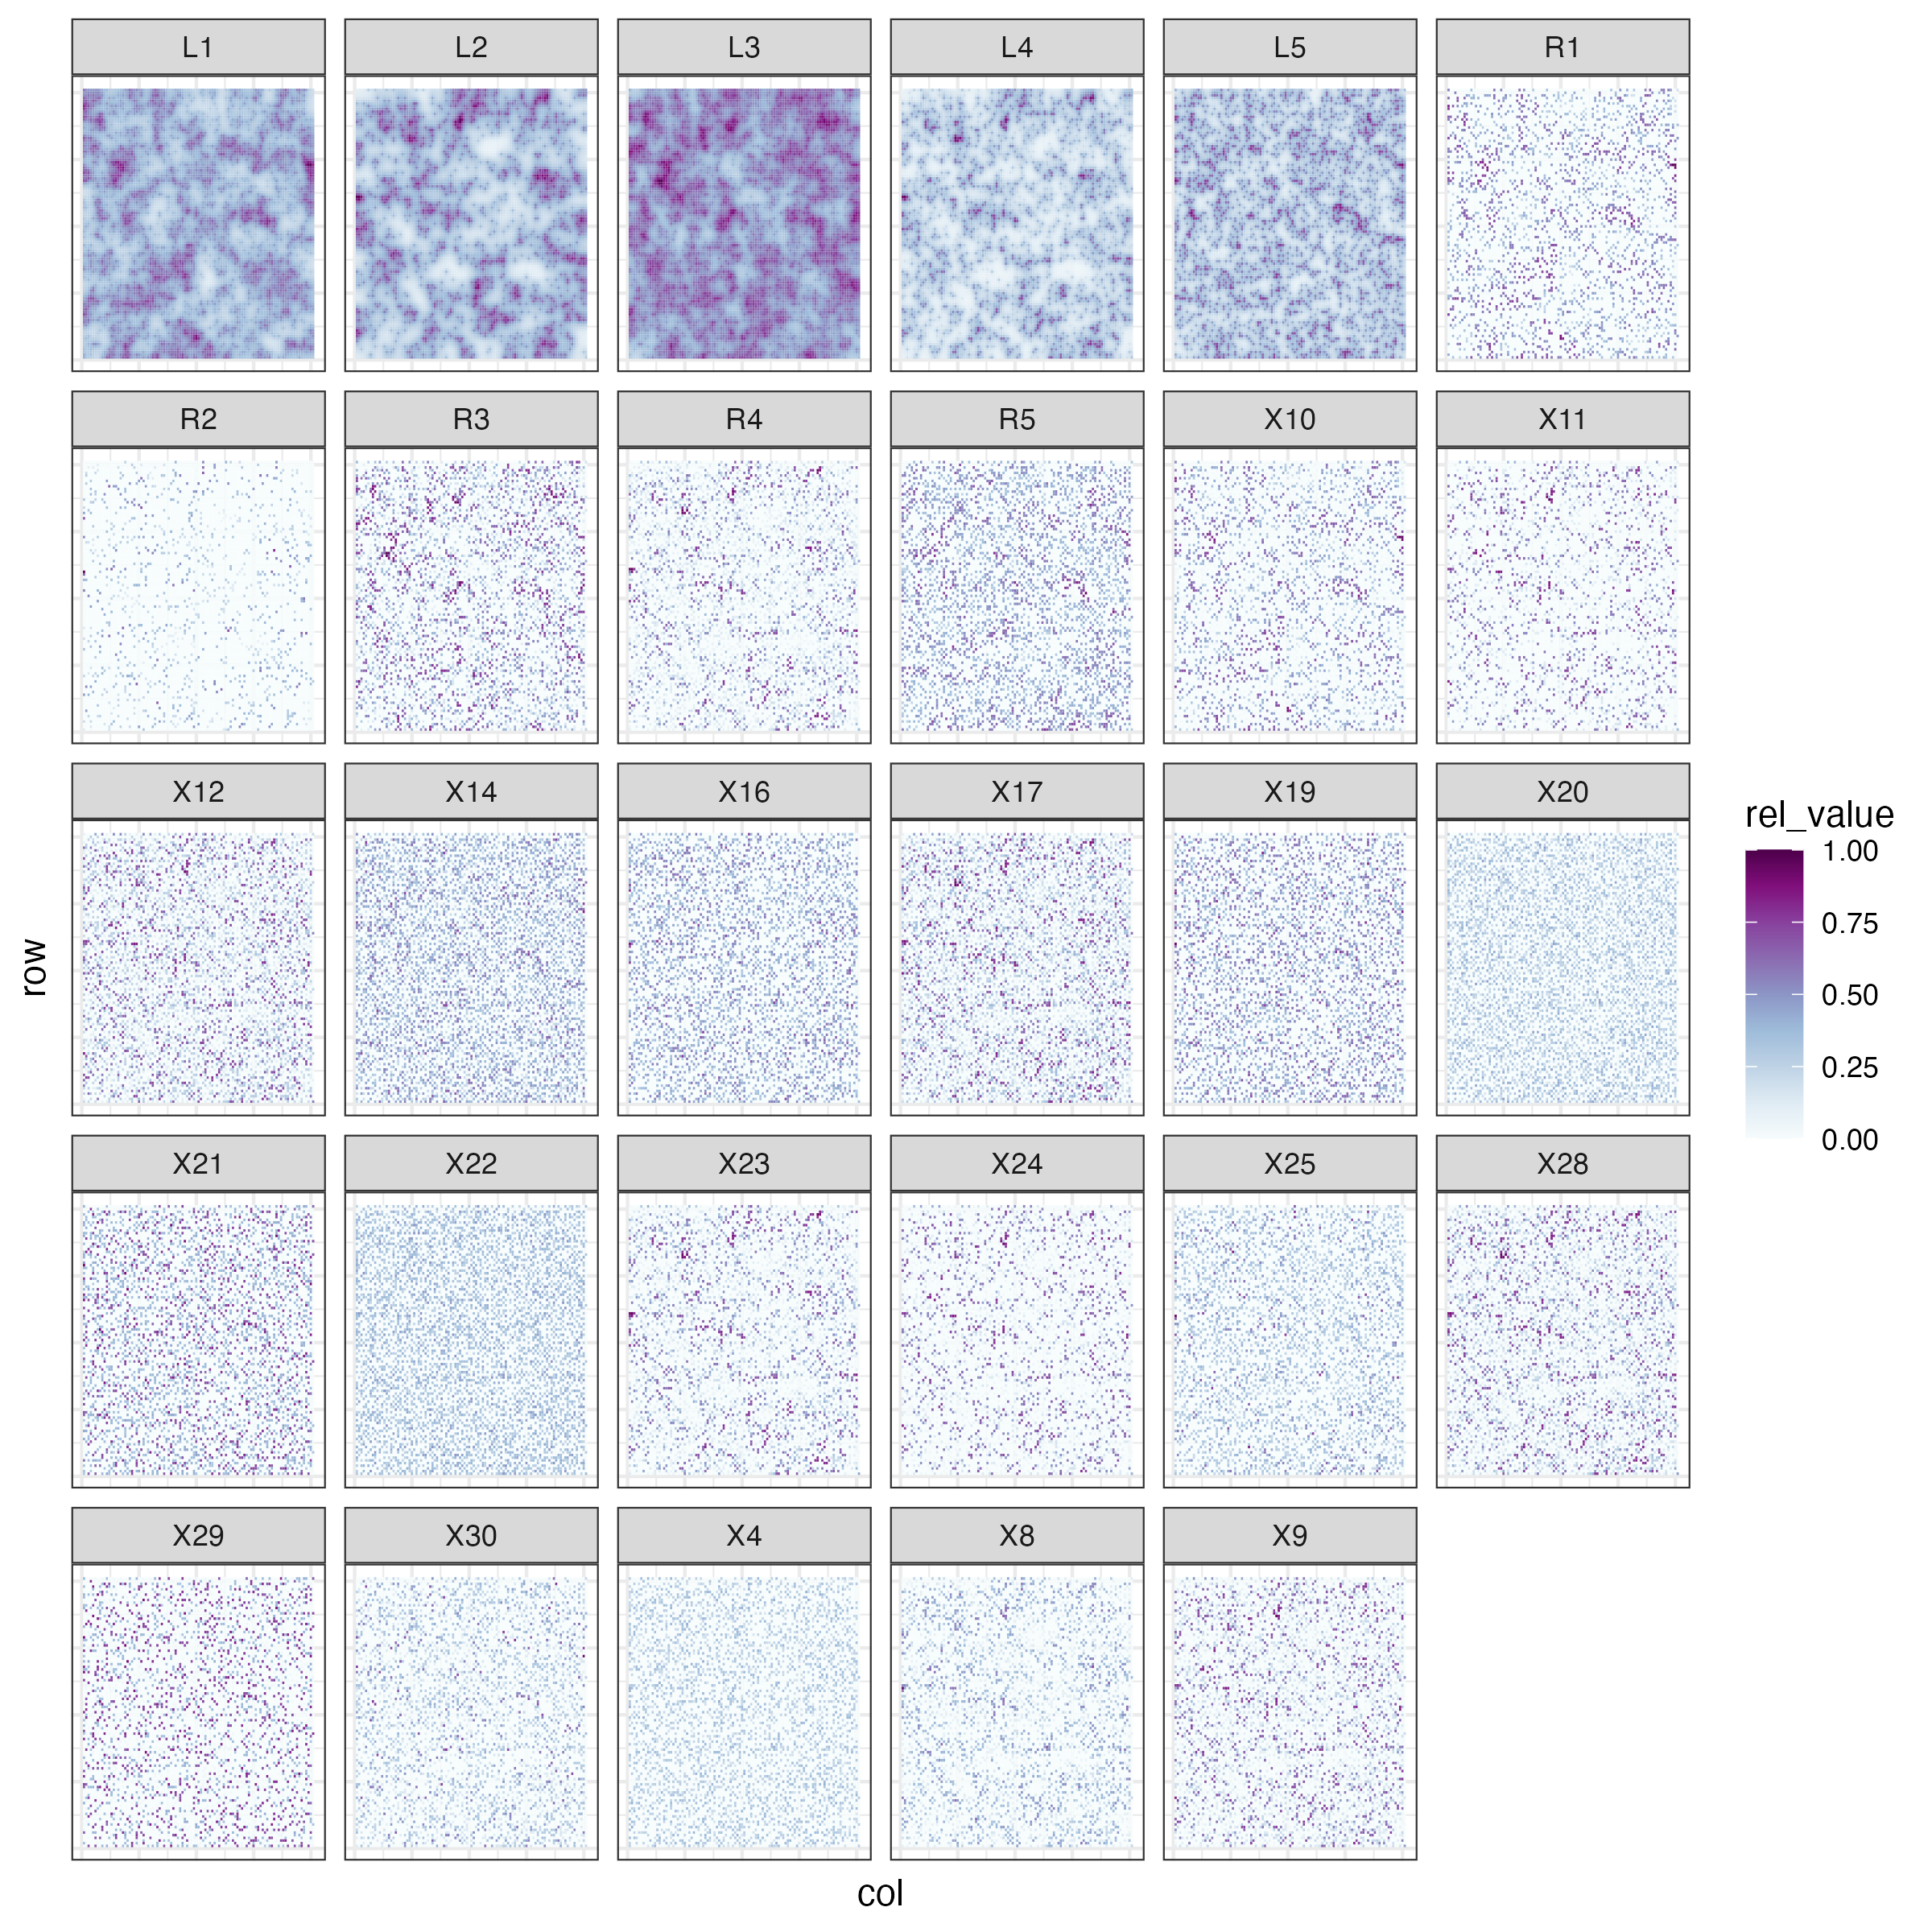 L1 L2 L3 L4 L5 R1
R2 R3 R4 R5 X10 X11
X12 X14 X16 X17 X19 X20
X21 X22 X23 X24 X25 X28
X29 X30 X4 X8 X9
row
col
rel_value
1.00
0.75
0.50
0.25
0.00